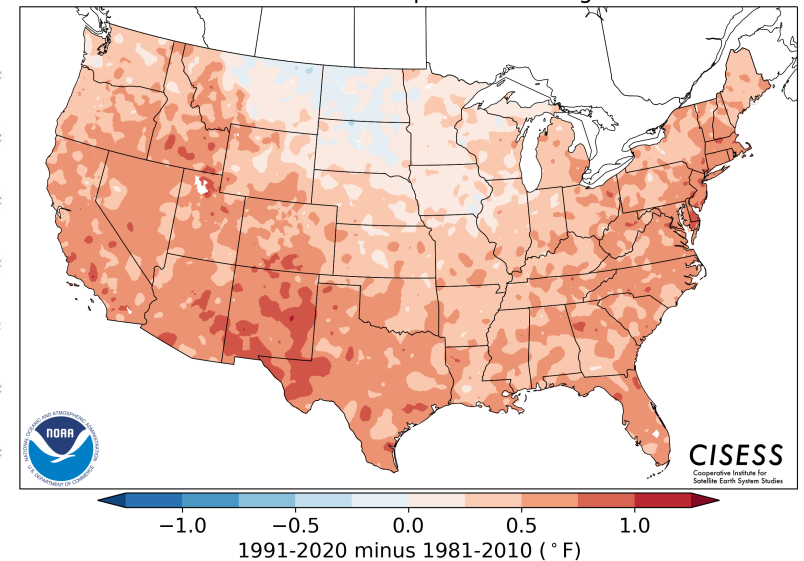 NATIONAL OCEANIC AND ATMOSPHERIC ADMINISTRATION
NOAA
U.S. DEPARTMENT OF COMMERCE
CISESS
Cooperative Institute for
Satellite Earth System Studies
−1.0 −0.5 0.0 0.5 1.0
1991-2020 minus 1981-2010 (°F)